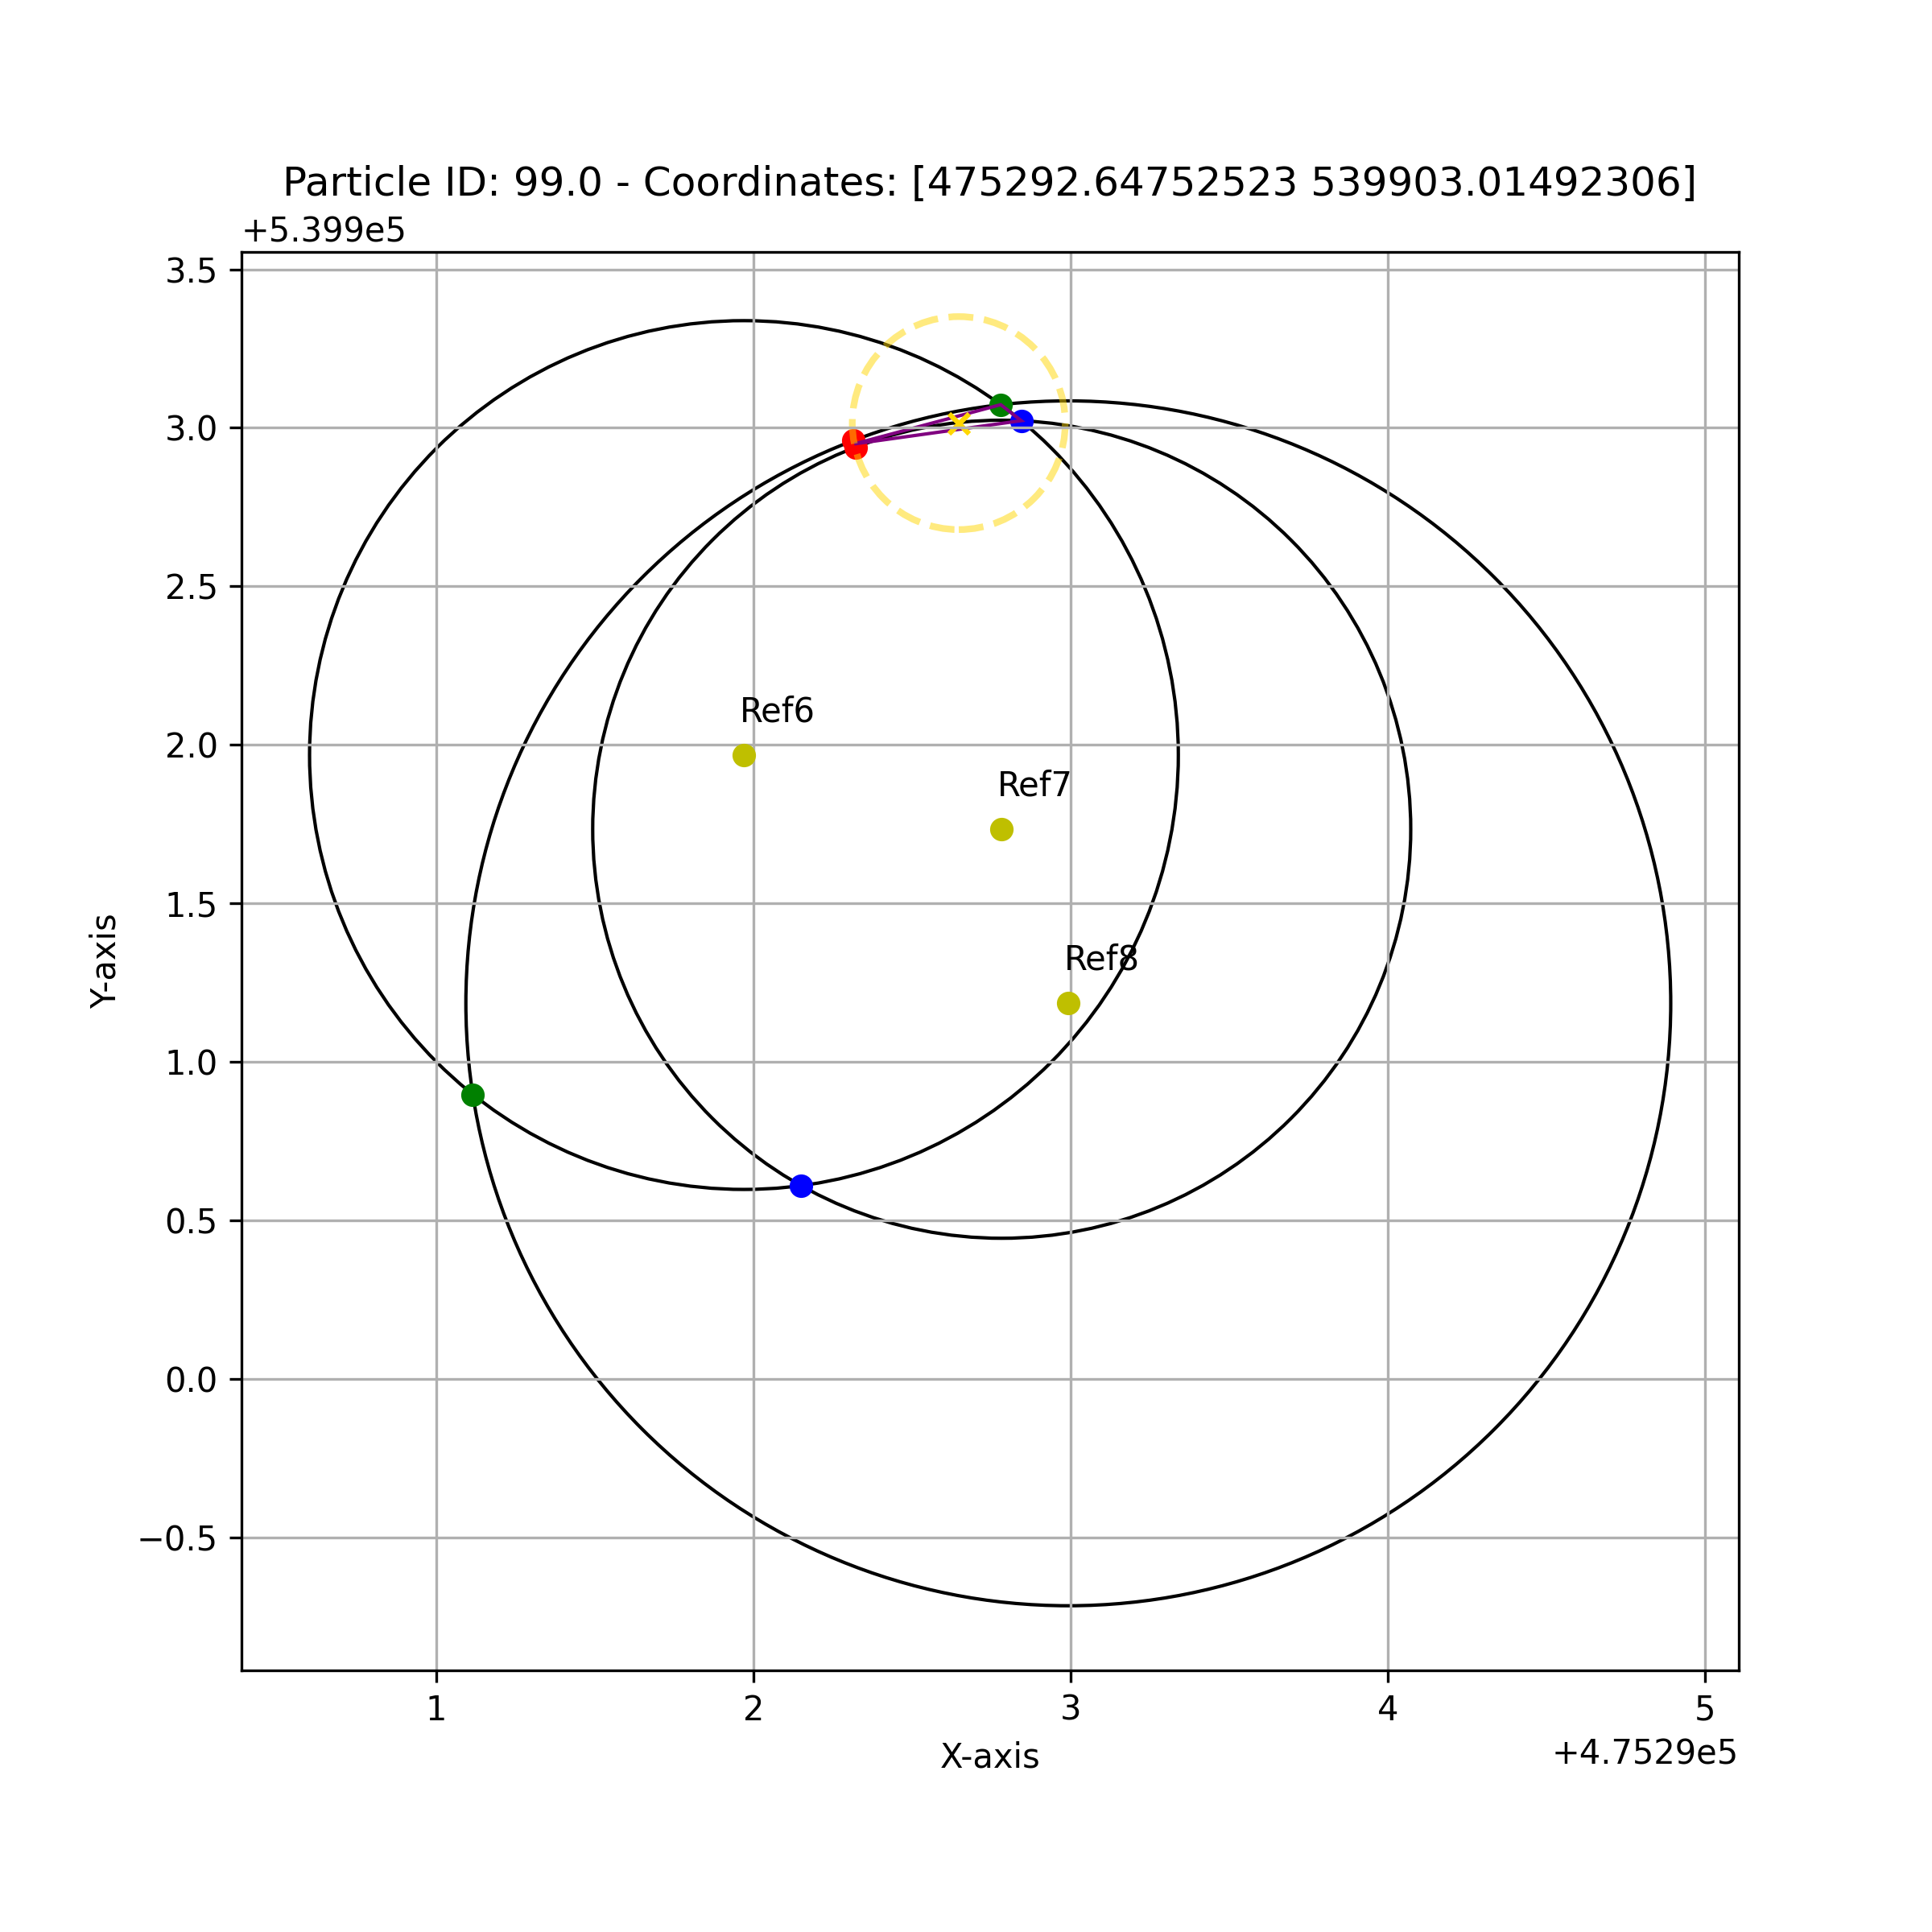 Particle ID: 99.0 - Coordinates: [475292.64752523 539903.01492306]
+5.399e5
3.5
3.0
2.5
2.0
1.5
1.0
0.5
0.0
−0.5
Y-axis
Ref6
Ref7
Ref8
1 2 3 4 5
X-axis
+4.7529e5